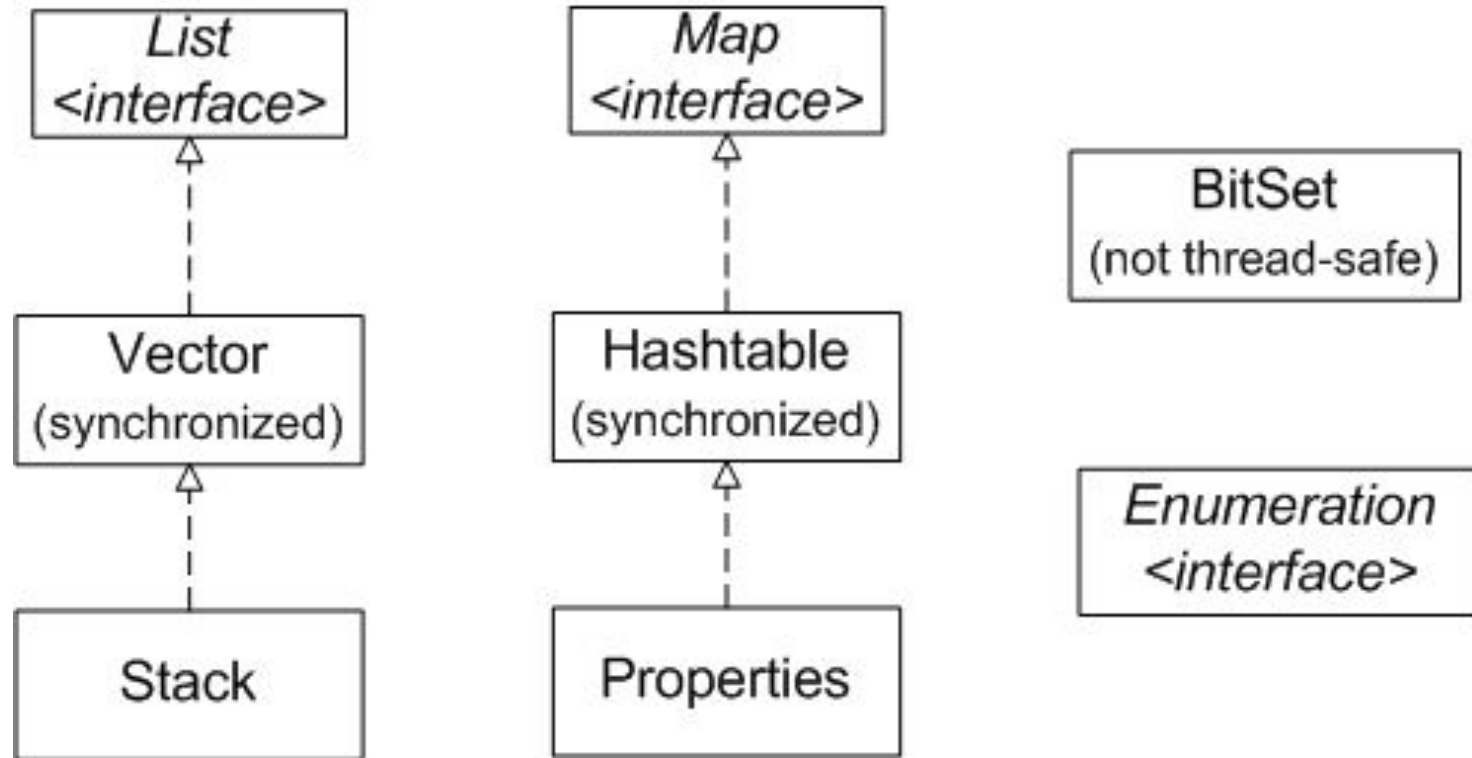 List
<interface>
Map
<interface>
BitSet
(not thread-safe)
Vector
(synchronized)
Hashtable
(synchronized)
Enumeration
<interface>
Stack
Properties